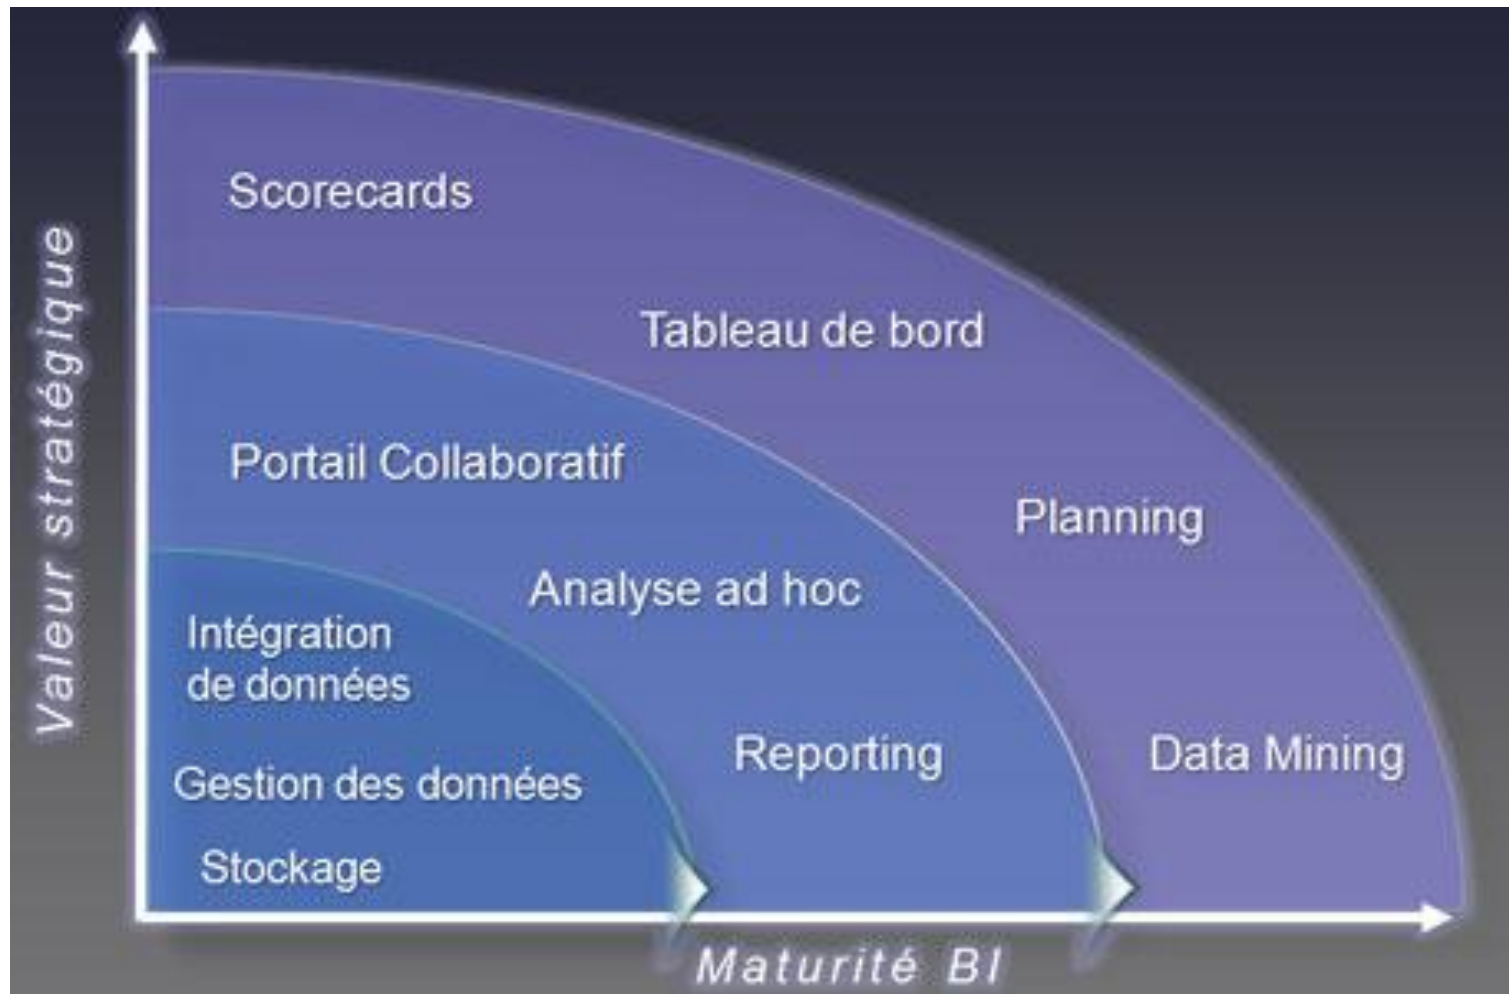 Valeur stratégique
Scorecards
Tableau de bord
Portail Collaboratif
Planning
Analyse ad hoc
Intégration
de données
Reporting
Data Mining
Gestion des données
Stockage
Maturité BI